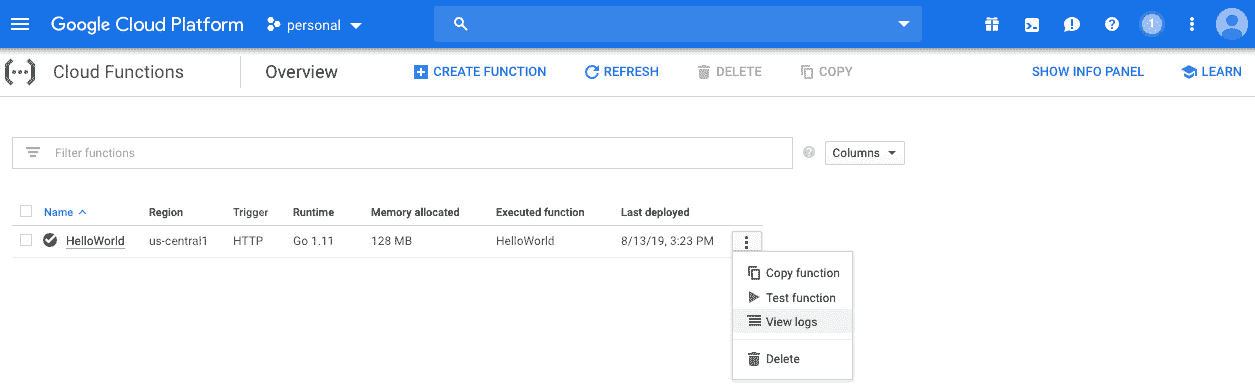 Google Cloud Platform personal 1
Cloud Functions Overview CREATE FUNCTION REFRESH DELETE COPY SHOW INFO PANEL LEARN
Filter functions Columns
Name Region Trigger Runtime Memory allocated Executed function Last deployed
HelloWorld us-central1 HTTP Go 1.11 128 MB HelloWorld 8/13/19, 3:23 PM
Copy function
Test function
View logs
Delete